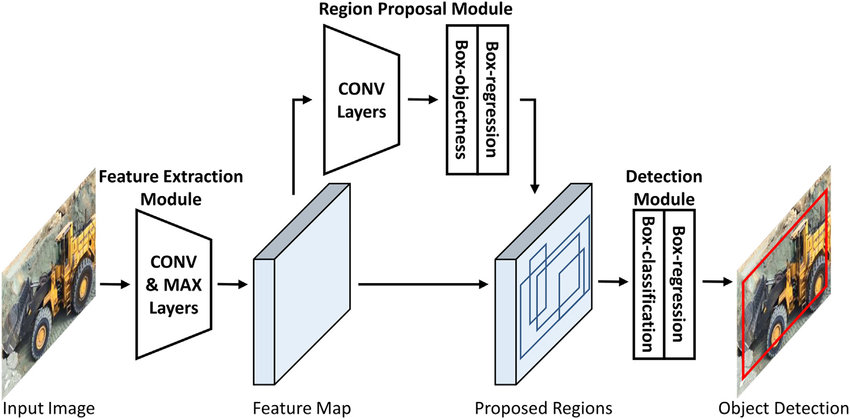 Region Proposal Module
CONV
Layers
Box-objectness
Box-regression
Feature Extraction
Module
CONV
& MAX
Layers
Detection
Module
Box-classification
Box-regression
Input Image
Feature Map
Proposed Regions
Object Detection